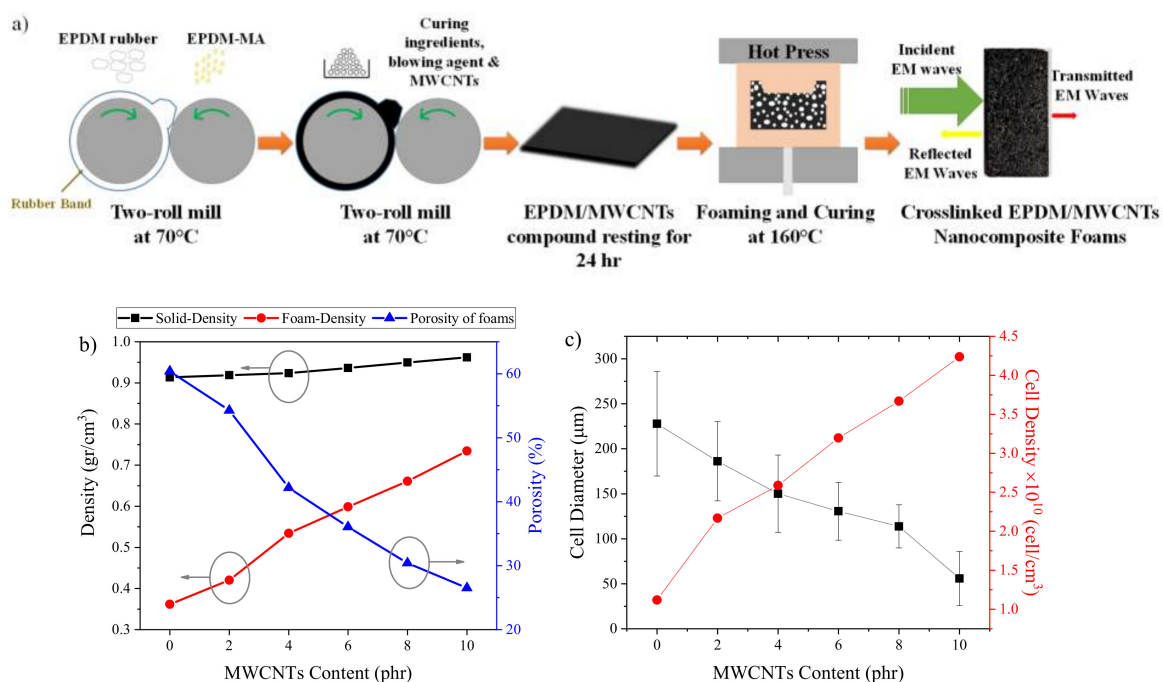 a)
EPDM rubber
EPDM-MA
Rubber Band
Two-roll mill
at 70°C
Curing
ingredients,
blowing agent &
MWCNTs
Two-roll mill
at 70°C
EPDM/MWCNTs
compound resting for
24 hr
Hot Press
Foaming and Curing
at 160°C
Incident
EM waves
Transmitted
EM Waves
Reflected
EM Waves
Crosslinked EPDM/MWCNTs
Nanocomposite Foams
b)
Solid-Density Foam-Density Porosity of foams
Density (gr/cm³)
1.0
0.9
0.8
0.7
0.6
0.5
0.4
0.3
0 2 4 6 8 10
MWCNTs Content (phr)
60
50
40
30
20
Porosity (%)
c)
Cell Diameter (μm)
300
250
200
150
100
50
0
0 2 4 6 8 10
MWCNTs Content (phr)
4.5
4.0
3.5
3.0
2.5
2.0
1.5
1.0
Cell Density ×10¹⁰ (cell/cm³)